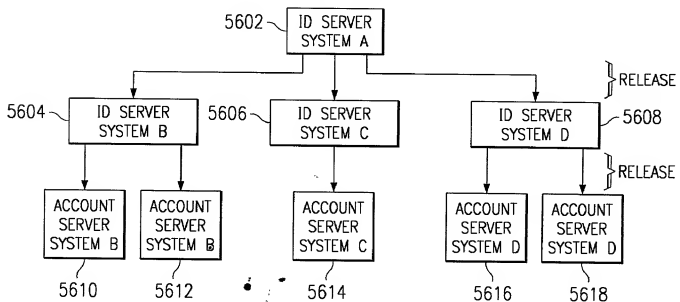 5602
ID SERVER
SYSTEM A
RELEASE
5604
ID SERVER
SYSTEM B
5606
ID SERVER
SYSTEM C
ID SERVER
SYSTEM D
5608
RELEASE
ACCOUNT
SERVER
SYSTEM B
ACCOUNT
SERVER
SYSTEM B
ACCOUNT
SERVER
SYSTEM C
ACCOUNT
SERVER
SYSTEM D
ACCOUNT
SERVER
SYSTEM D
5610
5612
5614
5616
5618